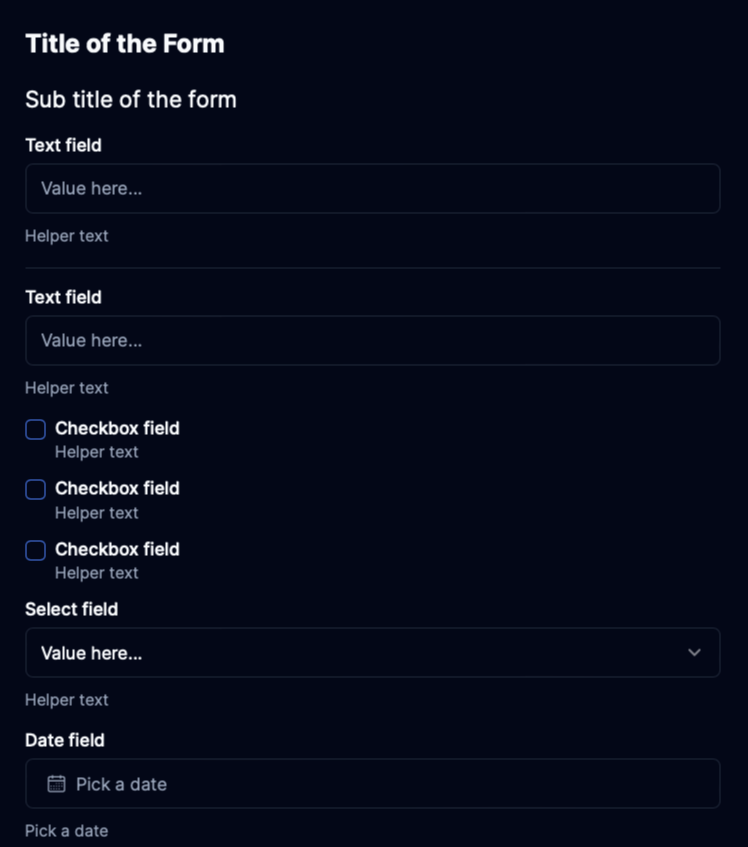 Title of the Form
Sub title of the form
Text field
Value here...
Helper text
Text field
Value here...
Helper text
Checkbox field
Helper text
Checkbox field
Helper text
Checkbox field
Helper text
Select field
Value here...
Helper text
Date field
Pick a date
Pick a date